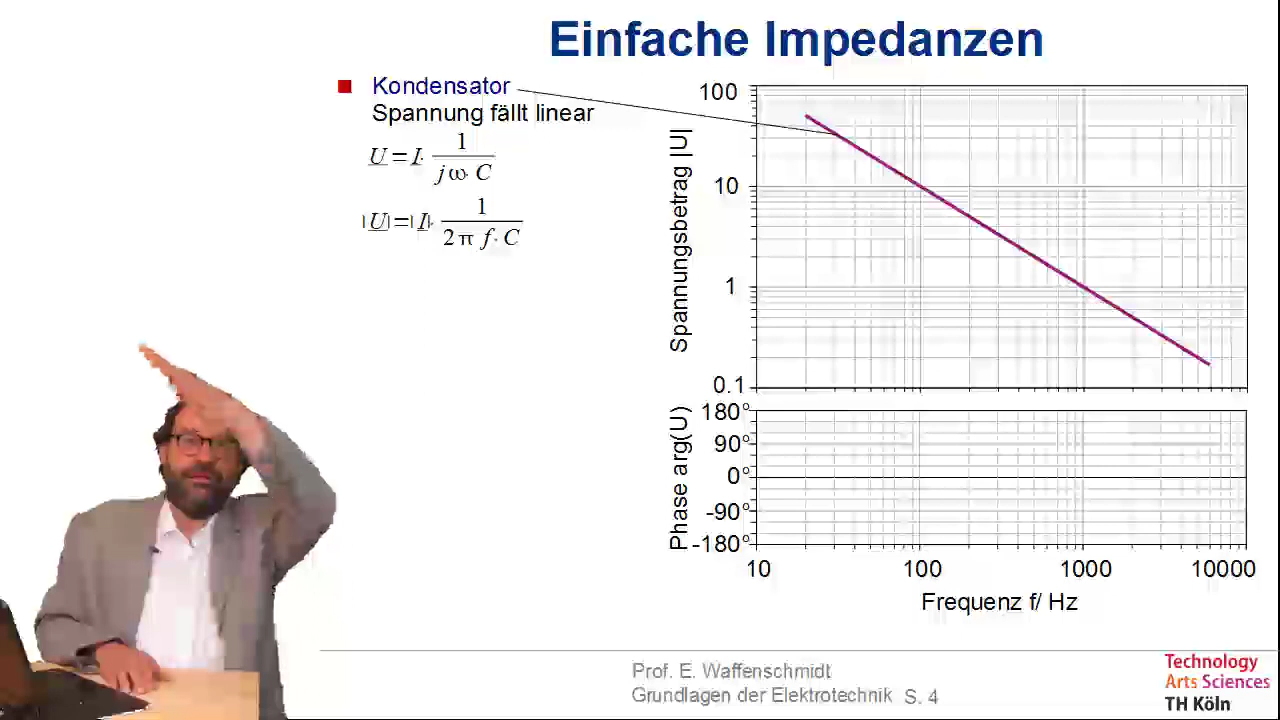 Einfache Impedanzen
Kondensator
Spannung fällt linear
U = I · 1 / (jω · C)
|U| = |I| · 1 / (2 π f · C)
Spannungsbetrag |U|
100
10
1
0.1
Phase arg(U)
180°
90°
0°
-90°
-180°
10 100 1000 10000
Frequenz f/ Hz
Prof. E. Waffenschmidt
Grundlagen der Elektrotechnik S. 4
Technology
Arts Sciences
TH Köln